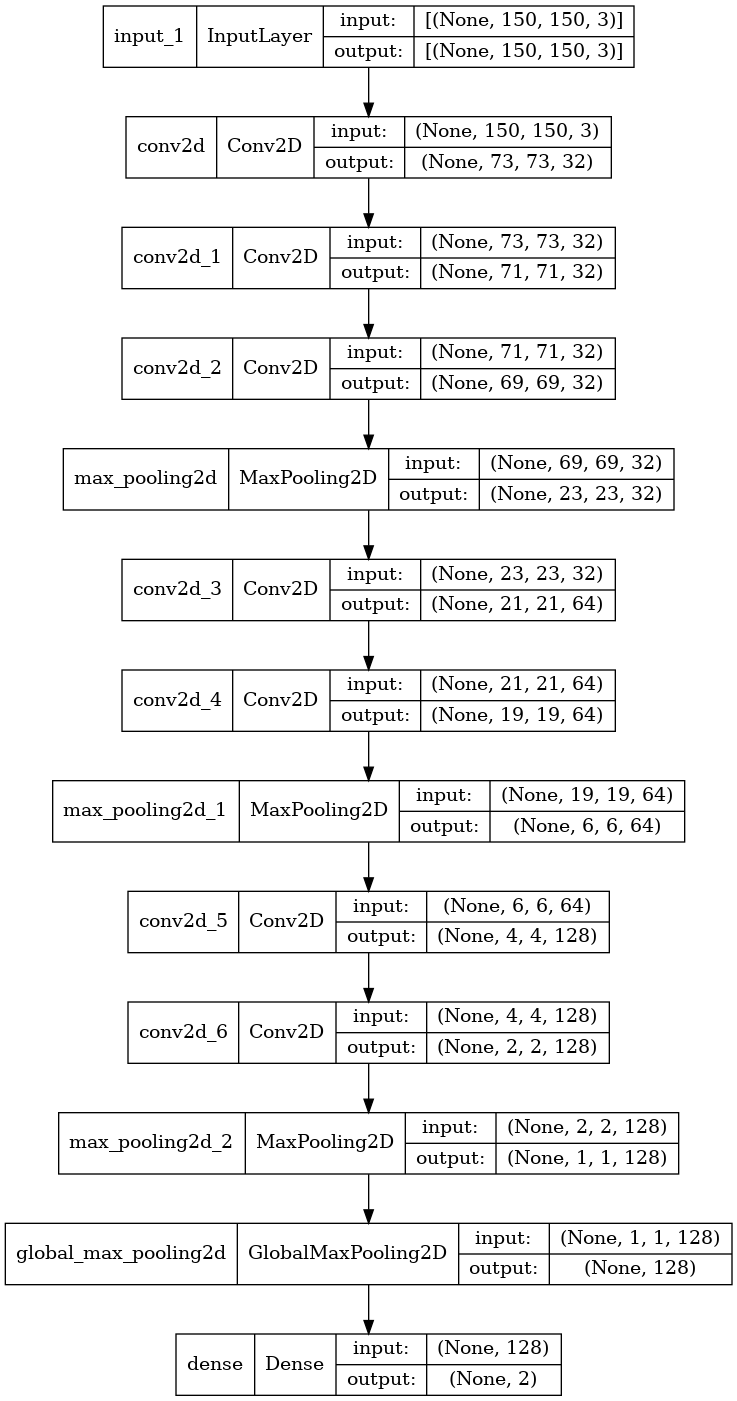 input_1 InputLayer input: [(None, 150, 150, 3)]
output: [(None, 150, 150, 3)]
conv2d Conv2D input: (None, 150, 150, 3)
output: (None, 73, 73, 32)
conv2d_1 Conv2D input: (None, 73, 73, 32)
output: (None, 71, 71, 32)
conv2d_2 Conv2D input: (None, 71, 71, 32)
output: (None, 69, 69, 32)
max_pooling2d MaxPooling2D input: (None, 69, 69, 32)
output: (None, 23, 23, 32)
conv2d_3 Conv2D input: (None, 23, 23, 32)
output: (None, 21, 21, 64)
conv2d_4 Conv2D input: (None, 21, 21, 64)
output: (None, 19, 19, 64)
max_pooling2d_1 MaxPooling2D input: (None, 19, 19, 64)
output: (None, 6, 6, 64)
conv2d_5 Conv2D input: (None, 6, 6, 64)
output: (None, 4, 4, 128)
conv2d_6 Conv2D input: (None, 4, 4, 128)
output: (None, 2, 2, 128)
max_pooling2d_2 MaxPooling2D input: (None, 2, 2, 128)
output: (None, 1, 1, 128)
global_max_pooling2d GlobalMaxPooling2D input: (None, 1, 1, 128)
output: (None, 128)
dense Dense input: (None, 128)
output: (None, 2)